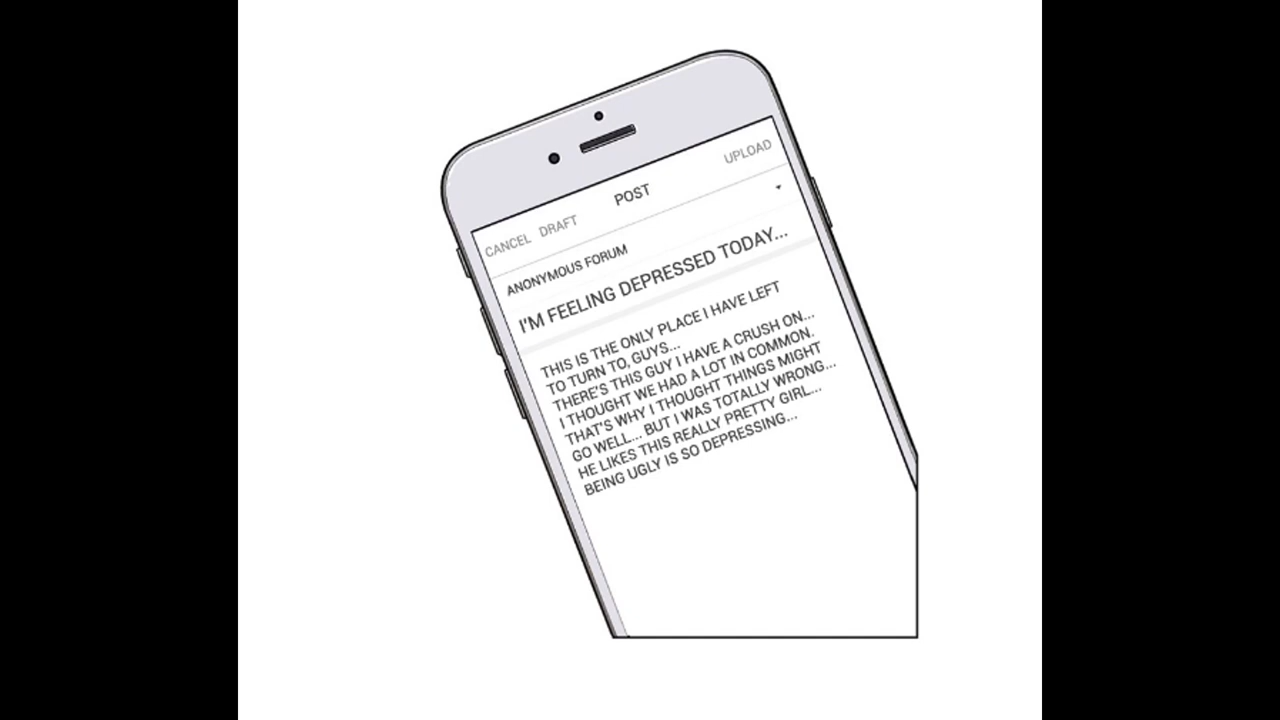 CANCEL DRAFT POST UPLOAD
ANONYMOUS FORUM
I'M FEELING DEPRESSED TODAY...
THIS IS THE ONLY PLACE I HAVE LEFT
TO TURN TO, GUYS...
THERE'S THIS GUY I HAVE A CRUSH ON...
I THOUGHT WE HAD A LOT IN COMMON.
THAT'S WHY I THOUGHT THINGS MIGHT
GO WELL... BUT I WAS TOTALLY WRONG...
HE LIKES THIS REALLY PRETTY GIRL...
BEING UGLY IS SO DEPRESSING...